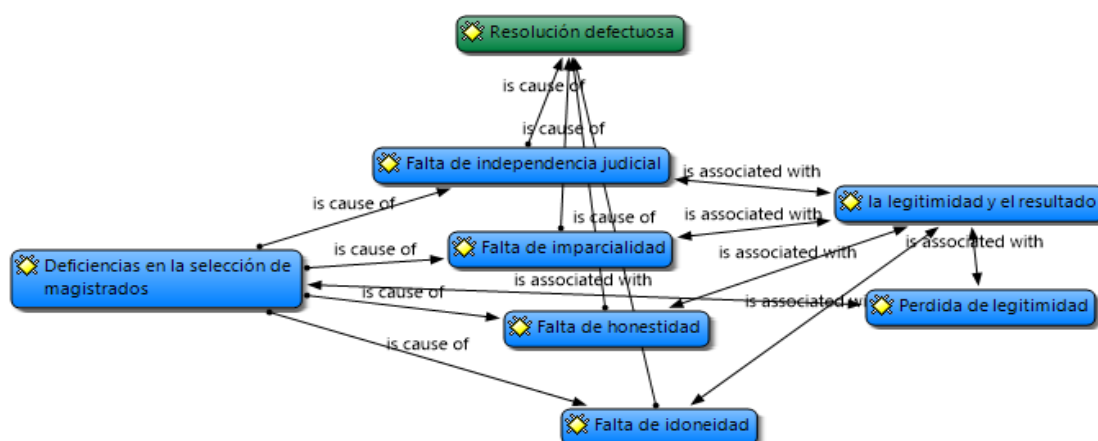 Resolución defectuosa
is cause of
is cause of
Falta de independencia judicial
is associated with
is cause of
la legitimidad y el resultado
is associated with
is cause of
Falta de imparcialidad
is cause of
is associated with
is associated with
Deficiencias en la selección de
magistrados
is associated with
is cause of
is associated with
Perdida de legitimidad
Falta de honestidad
is cause of
Falta de idoneidad